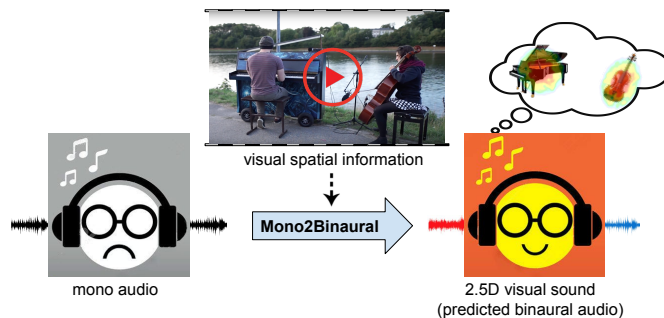 visual spatial information
Mono2Binaural
mono audio
2.5D visual sound
(predicted binaural audio)